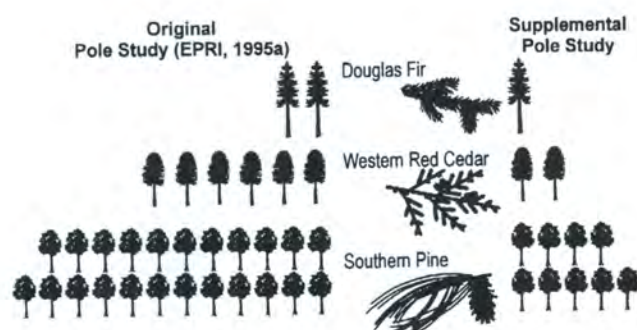 Original
Pole Study (EPRI, 1995a)
Supplemental
Pole Study
Douglas Fir
Western Red Cedar
Southern Pine